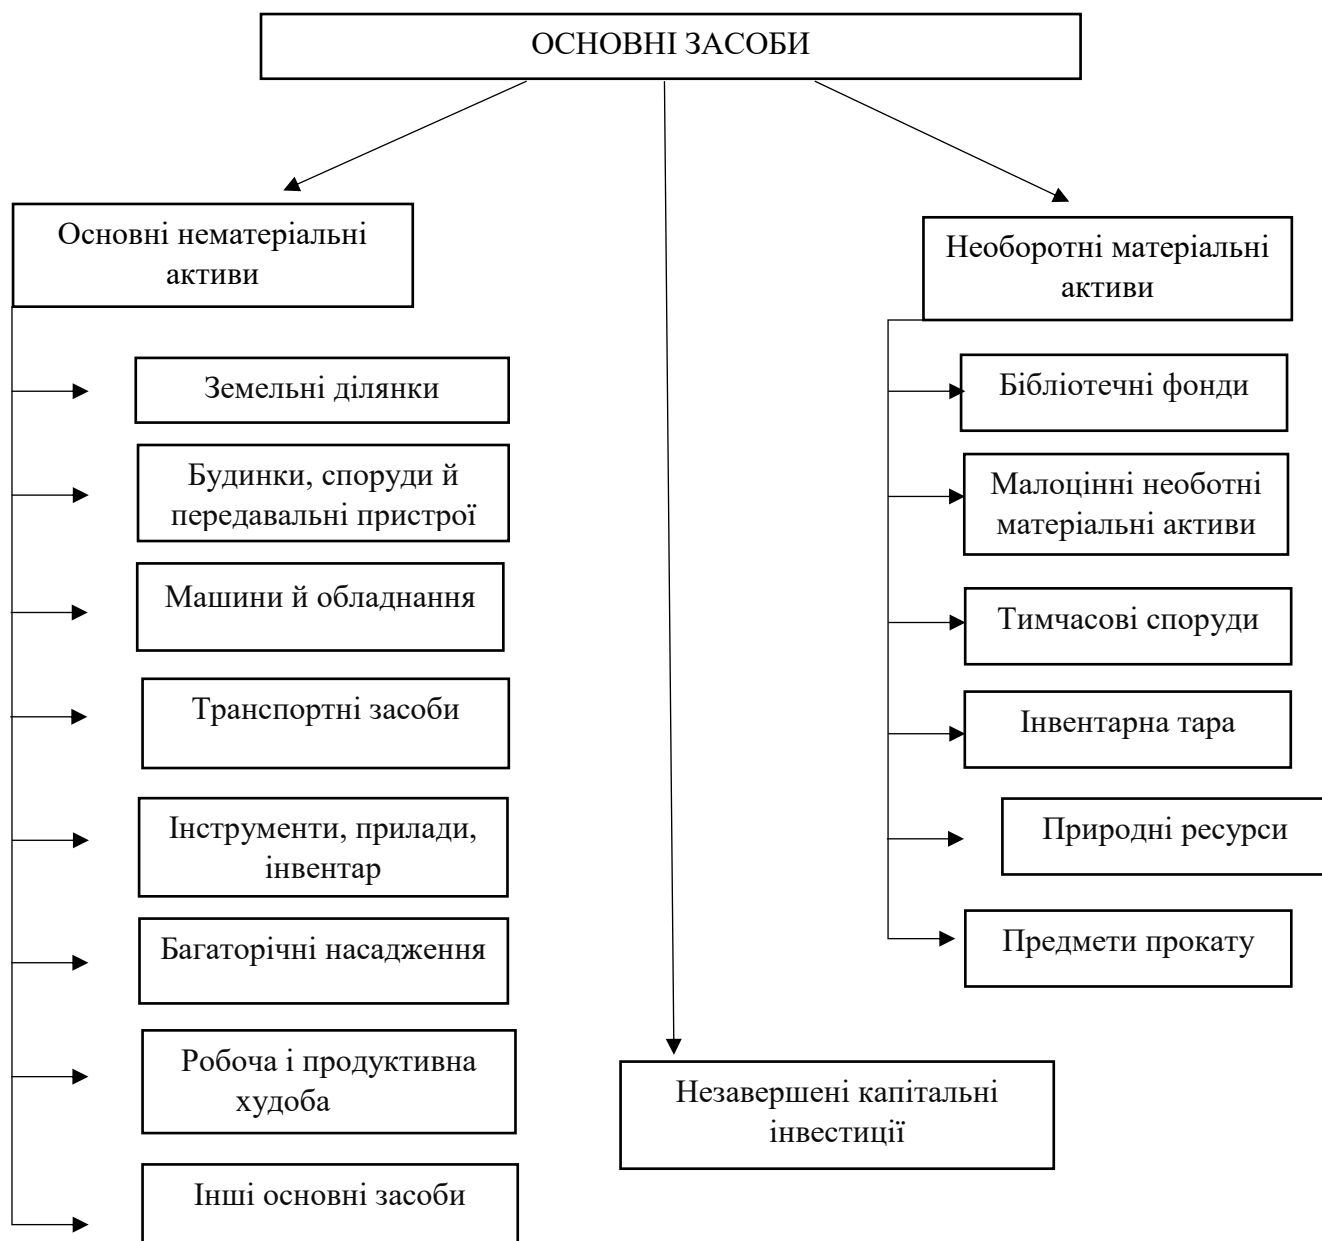 ОСНОВНІ ЗАСОБИ
Основні нематеріальні
активи
Земельні ділянки
Будинки, споруди й
передавальні пристрої
Машини й обладнання
Транспортні засоби
Інструменти, прилади,
інвентар
Багаторічні насадження
Робоча і продуктивна
худоба
Інші основні засоби
Незавершені капітальні
інвестиції
Необоротні матеріальні
активи
Бібліотечні фонди
Малоцінні необотні
матеріальні активи
Тимчасові споруди
Інвентарна тара
Природні ресурси
Предмети прокату